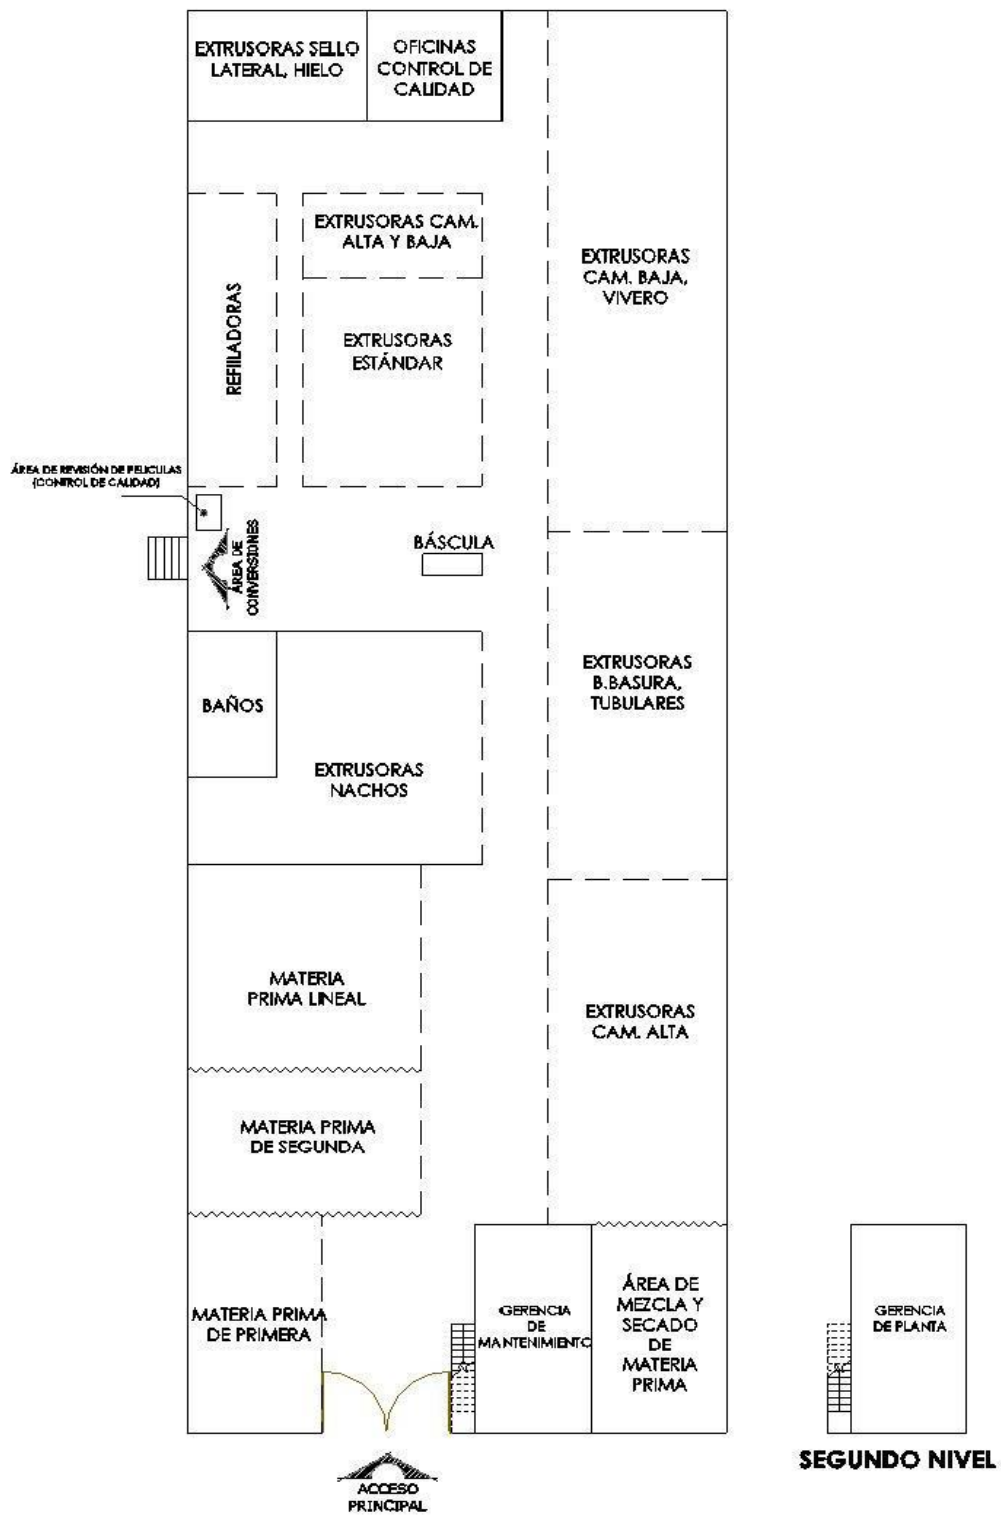 EXTRUSORAS SELLO
LATERAL, HIELO
OFICINAS
CONTROL DE
CALIDAD
EXTRUSORAS CAM.
ALTA Y BAJA
EXTRUSORAS
CAM. BAJA,
VIVERO
REFIILADORAS
EXTRUSORAS
ESTÁNDAR
ÁREA DE REVISIÓN DE PELICULAS
(CONTROL DE CALIDAD)
ÁREA DE
CONVERSIONES
BÁSCULA
EXTRUSORAS
B.BASURA,
TUBULARES
BAÑOS
EXTRUSORAS
NACHOS
MATERIA
PRIMA LINEAL
EXTRUSORAS
CAM. ALTA
MATERIA PRIMA
DE SEGUNDA
MATERIA PRIMA
DE PRIMERA
GERENCIA
DE
MANTENIMIENTO
ÁREA DE
MEZCLA Y
SECADO
DE
MATERIA
PRIMA
GERENCIA
DE PLANTA
SEGUNDO NIVEL
ACCESO
PRINCIPAL